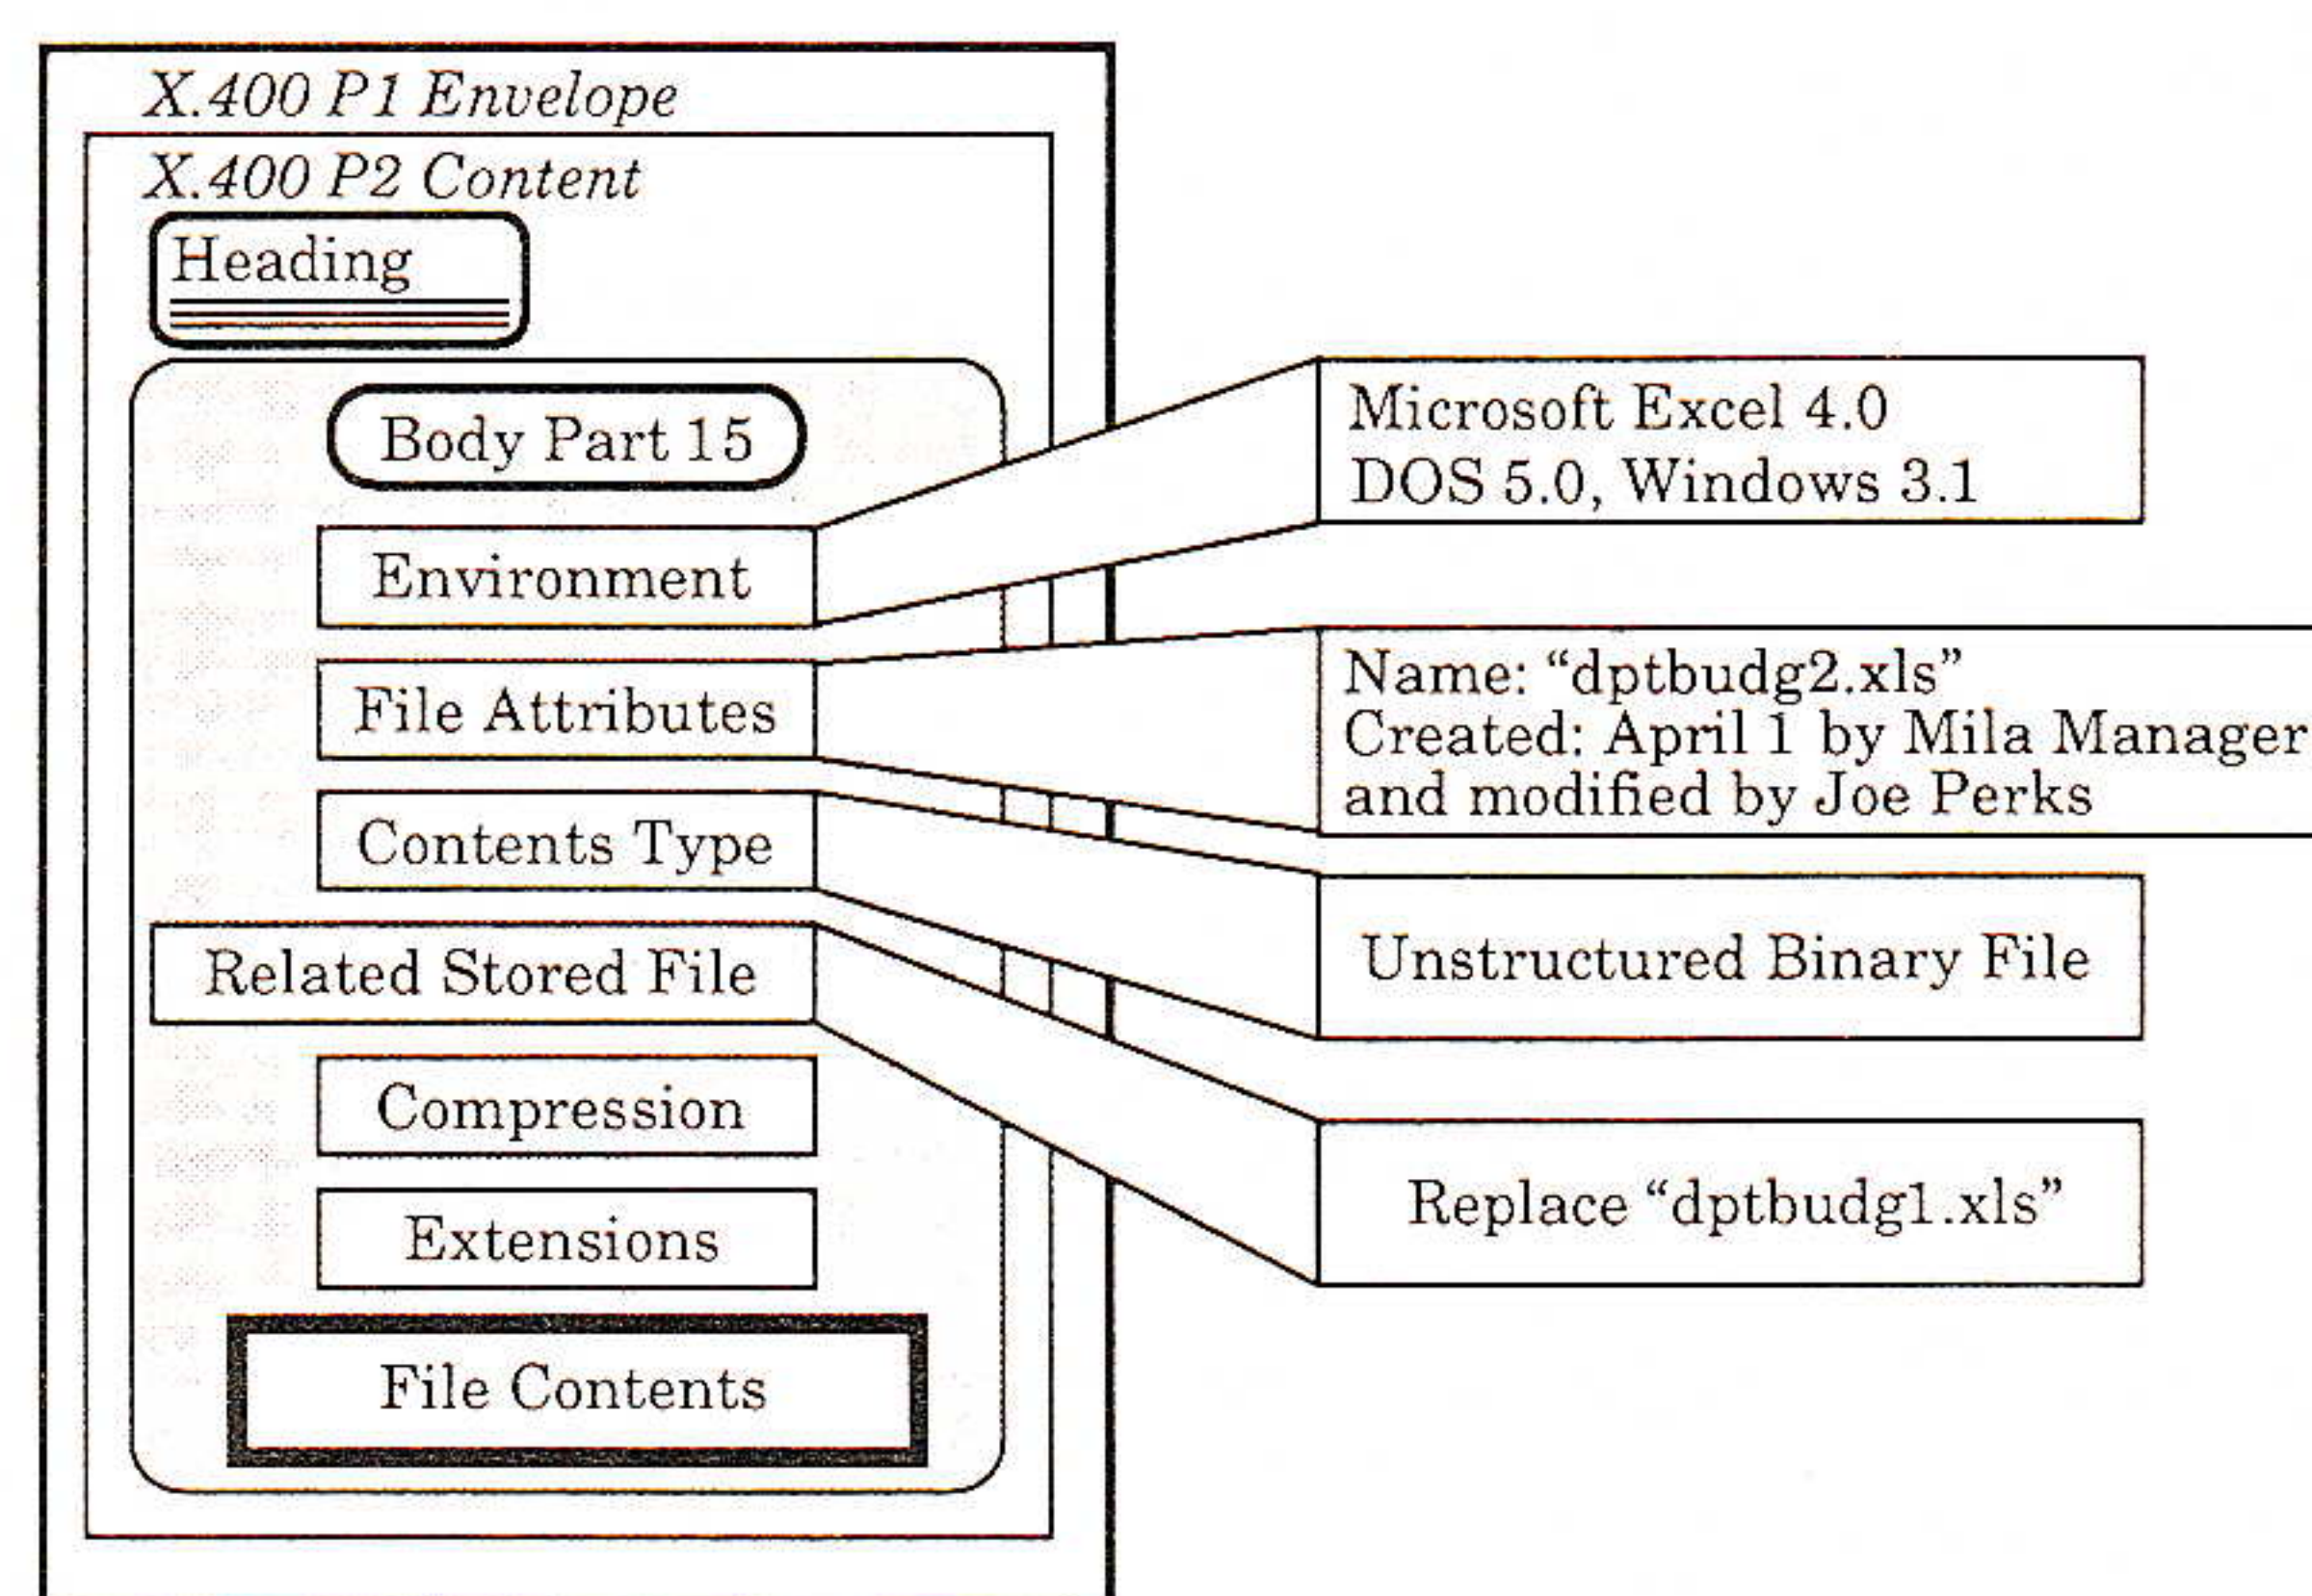 X.400 P1 Envelope
X.400 P2 Content
Heading
Body Part 15
Environment
File Attributes
Contents Type
Related Stored File
Compression
Extensions
File Contents
Microsoft Excel 4.0
DOS 5.0, Windows 3.1
Name: “dptbudg2.xls”
Created: April 1 by Mila Manager
and modified by Joe Perks
Unstructured Binary File
Replace “dptbudg1.xls”